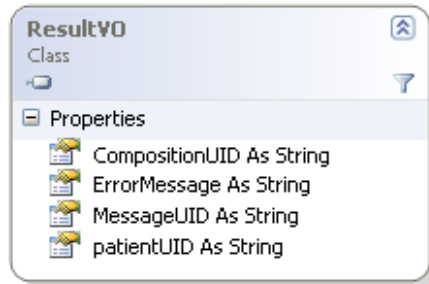 ResultVO
Class
Properties
CompositionUID As String
ErrorMessage As String
MessageUID As String
patientUID As String